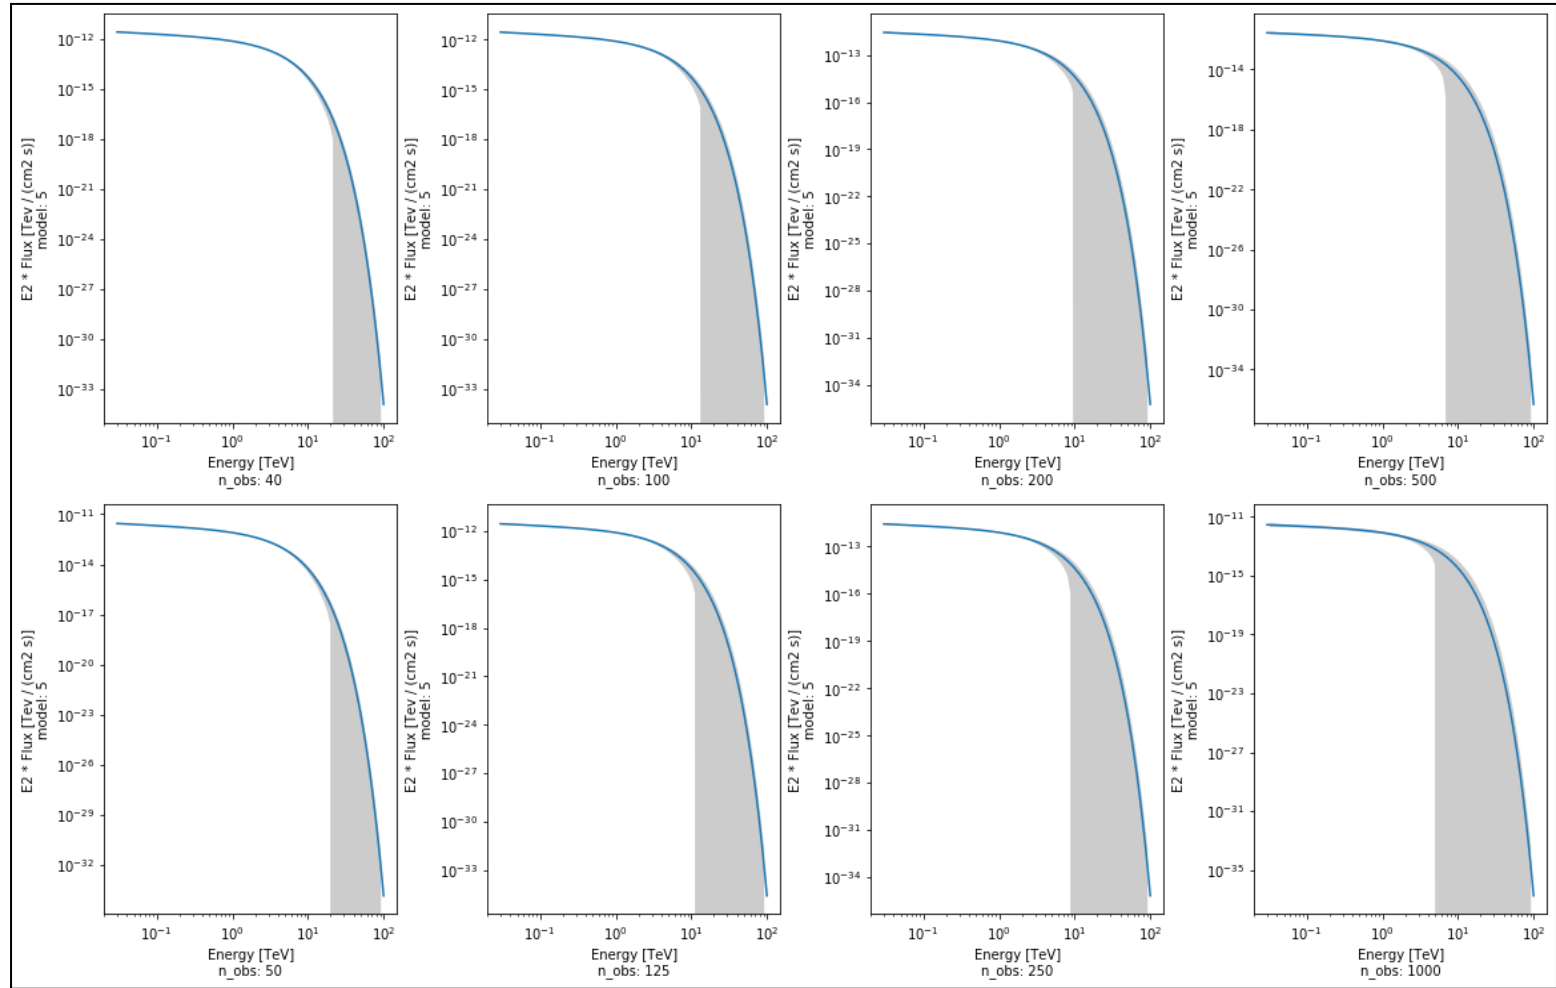 E2 * Flux [Tev / (cm2 s)]
model: 5
10⁻¹²
10⁻¹⁵
10⁻¹⁸
10⁻²¹
10⁻²⁴
10⁻²⁷
10⁻³⁰
10⁻³³
10⁻¹
10⁰
10¹
10²
Energy [TeV]
n_obs: 40
E2 * Flux [Tev / (cm2 s)]
model: 5
10⁻¹²
10⁻¹⁵
10⁻¹⁸
10⁻²¹
10⁻²⁴
10⁻²⁷
10⁻³⁰
10⁻³³
10⁻¹
10⁰
10¹
10²
Energy [TeV]
n_obs: 100
E2 * Flux [Tev / (cm2 s)]
model: 5
10⁻¹³
10⁻¹⁶
10⁻¹⁹
10⁻²²
10⁻²⁵
10⁻²⁸
10⁻³¹
10⁻³⁴
10⁻¹
10⁰
10¹
10²
Energy [TeV]
n_obs: 200
E2 * Flux [Tev / (cm2 s)]
model: 5
10⁻¹⁴
10⁻¹⁸
10⁻²²
10⁻²⁶
10⁻³⁰
10⁻³⁴
10⁻¹
10⁰
10¹
10²
Energy [TeV]
n_obs: 500
E2 * Flux [Tev / (cm2 s)]
model: 5
10⁻¹¹
10⁻¹⁴
10⁻¹⁷
10⁻²⁰
10⁻²³
10⁻²⁶
10⁻²⁹
10⁻³²
10⁻¹
10⁰
10¹
10²
Energy [TeV]
n_obs: 50
E2 * Flux [Tev / (cm2 s)]
model: 5
10⁻¹²
10⁻¹⁵
10⁻¹⁸
10⁻²¹
10⁻²⁴
10⁻²⁷
10⁻³⁰
10⁻³³
10⁻¹
10⁰
10¹
10²
Energy [TeV]
n_obs: 125
E2 * Flux [Tev / (cm2 s)]
model: 5
10⁻¹³
10⁻¹⁶
10⁻¹⁹
10⁻²²
10⁻²⁵
10⁻²⁸
10⁻³¹
10⁻³⁴
10⁻¹
10⁰
10¹
10²
Energy [TeV]
n_obs: 250
E2 * Flux [Tev / (cm2 s)]
model: 5
10⁻¹¹
10⁻¹⁵
10⁻¹⁹
10⁻²³
10⁻²⁷
10⁻³¹
10⁻³⁵
10⁻¹
10⁰
10¹
10²
Energy [TeV]
n_obs: 1000